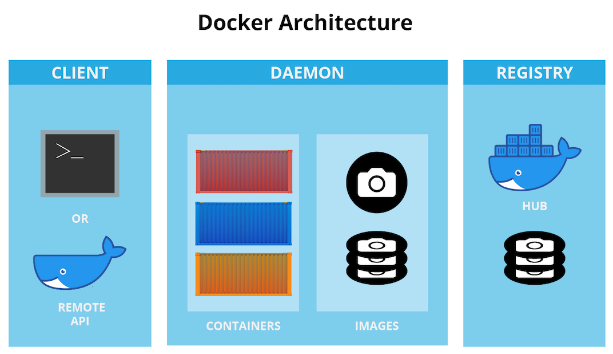 Docker Architecture
CLIENT
>_
OR
REMOTE
API
DAEMON
CONTAINERS
IMAGES
REGISTRY
HUB